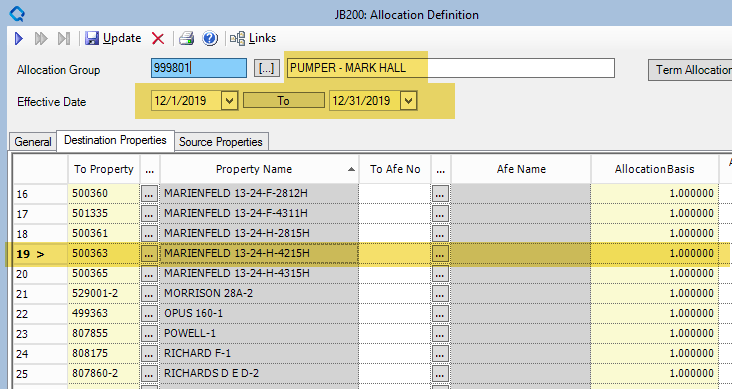 JB200: Allocation Definition
Update Links
Allocation Group 999801 [...] PUMPER - MARK HALL Term Allocation
Effective Date 12/1/2019 To 12/31/2019
General Destination Properties Source Properties
To Property ... Property Name To Afe No ... Afe Name AllocationBasis
16 500360 ... MARIENFELD 13-24-F-2812H ... 1.000000
17 501335 ... MARIENFELD 13-24-F-4311H ... 1.000000
18 500361 ... MARIENFELD 13-24-H-2815H ... 1.000000
19 > 500363 ... MARIENFELD 13-24-H-4215H ... 1.000000
20 500365 ... MARIENFELD 13-24-H-4315H ... 1.000000
21 529001-2 ... MORRISON 28A-2 ... 1.000000
22 499363 ... OPUS 160-1 ... 1.000000
23 807855 ... POWELL-1 ... 1.000000
24 808175 ... RICHARD F-1 ... 1.000000
25 807860-2 ... RICHARDS D E D-2 ... 1.000000